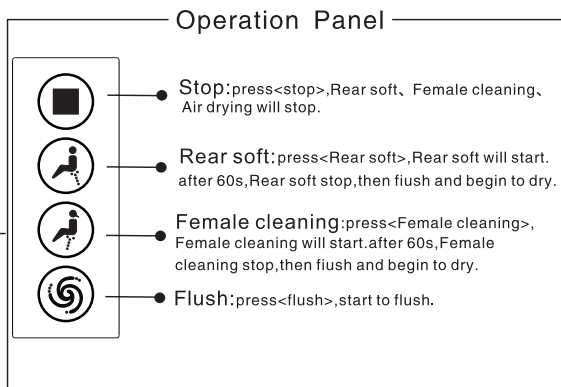 Operation Panel
Stop:press<stop>,Rear soft、Female cleaning、
Air drying will stop.
Rear soft:press<Rear soft>,Rear soft will start.
after 60s,Rear soft stop,then fiush and begin to dry.
Female cleaning:press<Female cleaning>,
Female cleaning will start.after 60s,Female
cleaning stop,then fiush and begin to dry.
Flush:press<flush>,start to flush.